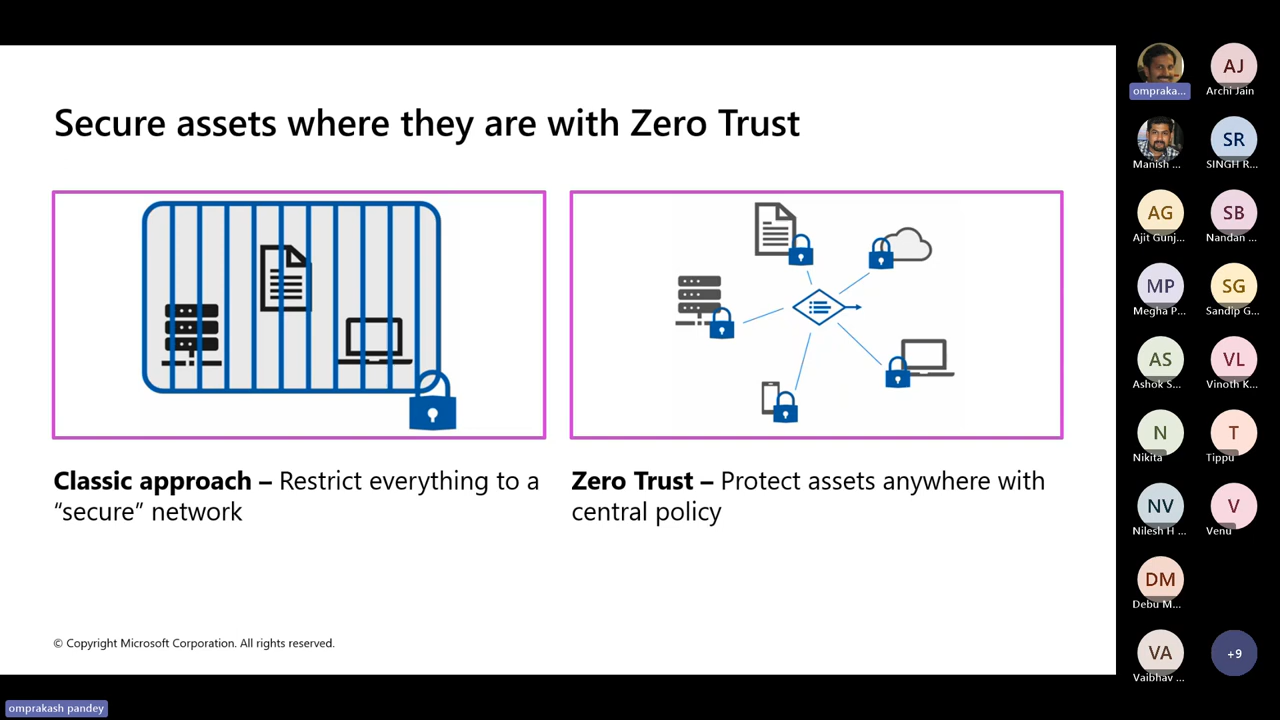 Secure assets where they are with Zero Trust
Classic approach – Restrict everything to a
“secure” network
Zero Trust – Protect assets anywhere with
central policy
© Copyright Microsoft Corporation. All rights reserved.
omprakash pandey
ompraka...
AJ
Archi Jain
Manish ...
SR
SINGH R...
AG
Ajit Gunj...
SB
Nandan ...
MP
Megha P...
SG
Sandip G...
AS
Ashok S...
VL
Vinoth K...
N
Nikita
T
Tippu
NV
Nilesh H ...
V
Venu
DM
Debu M...
VA
Vaibhav ...
+9